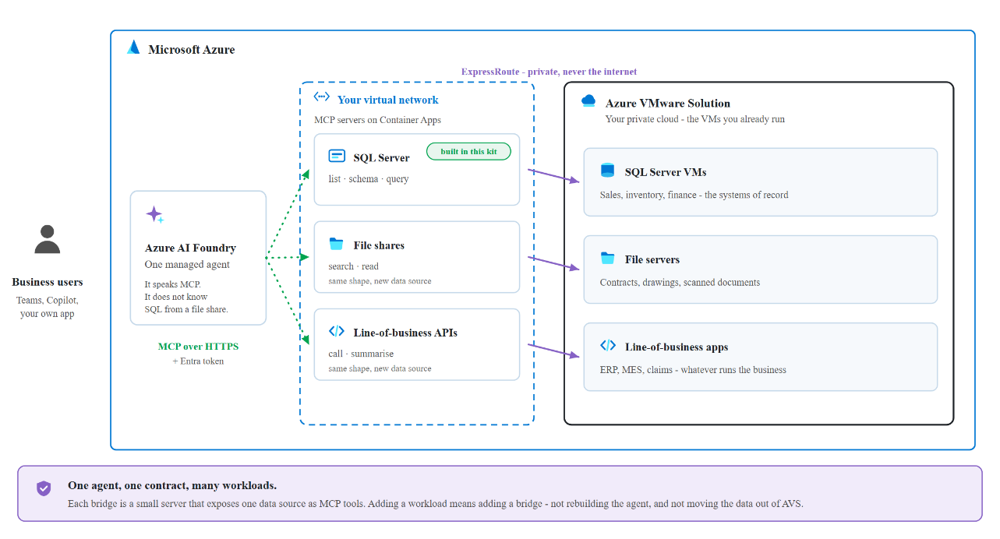 Microsoft Azure
ExpressRoute - private, never the internet
Your virtual network
MCP servers on Container Apps
SQL Server
built in this kit
list · schema · query
File shares
search · read
same shape, new data source
Line-of-business APIs
call · summarise
same shape, new data source
Azure VMware Solution
Your private cloud - the VMs you already run
SQL Server VMs
Sales, inventory, finance - the systems of record
File servers
Contracts, drawings, scanned documents
Line-of-business apps
ERP, MES, claims - whatever runs the business
Business users
Teams, Copilot,
your own app
Azure AI Foundry
One managed agent
It speaks MCP.
It does not know
SQL from a file share.
MCP over HTTPS
+ Entra token
One agent, one contract, many workloads.
Each bridge is a small server that exposes one data source as MCP tools. Adding a workload means adding a bridge - not rebuilding the agent, and not moving the data out of AVS.